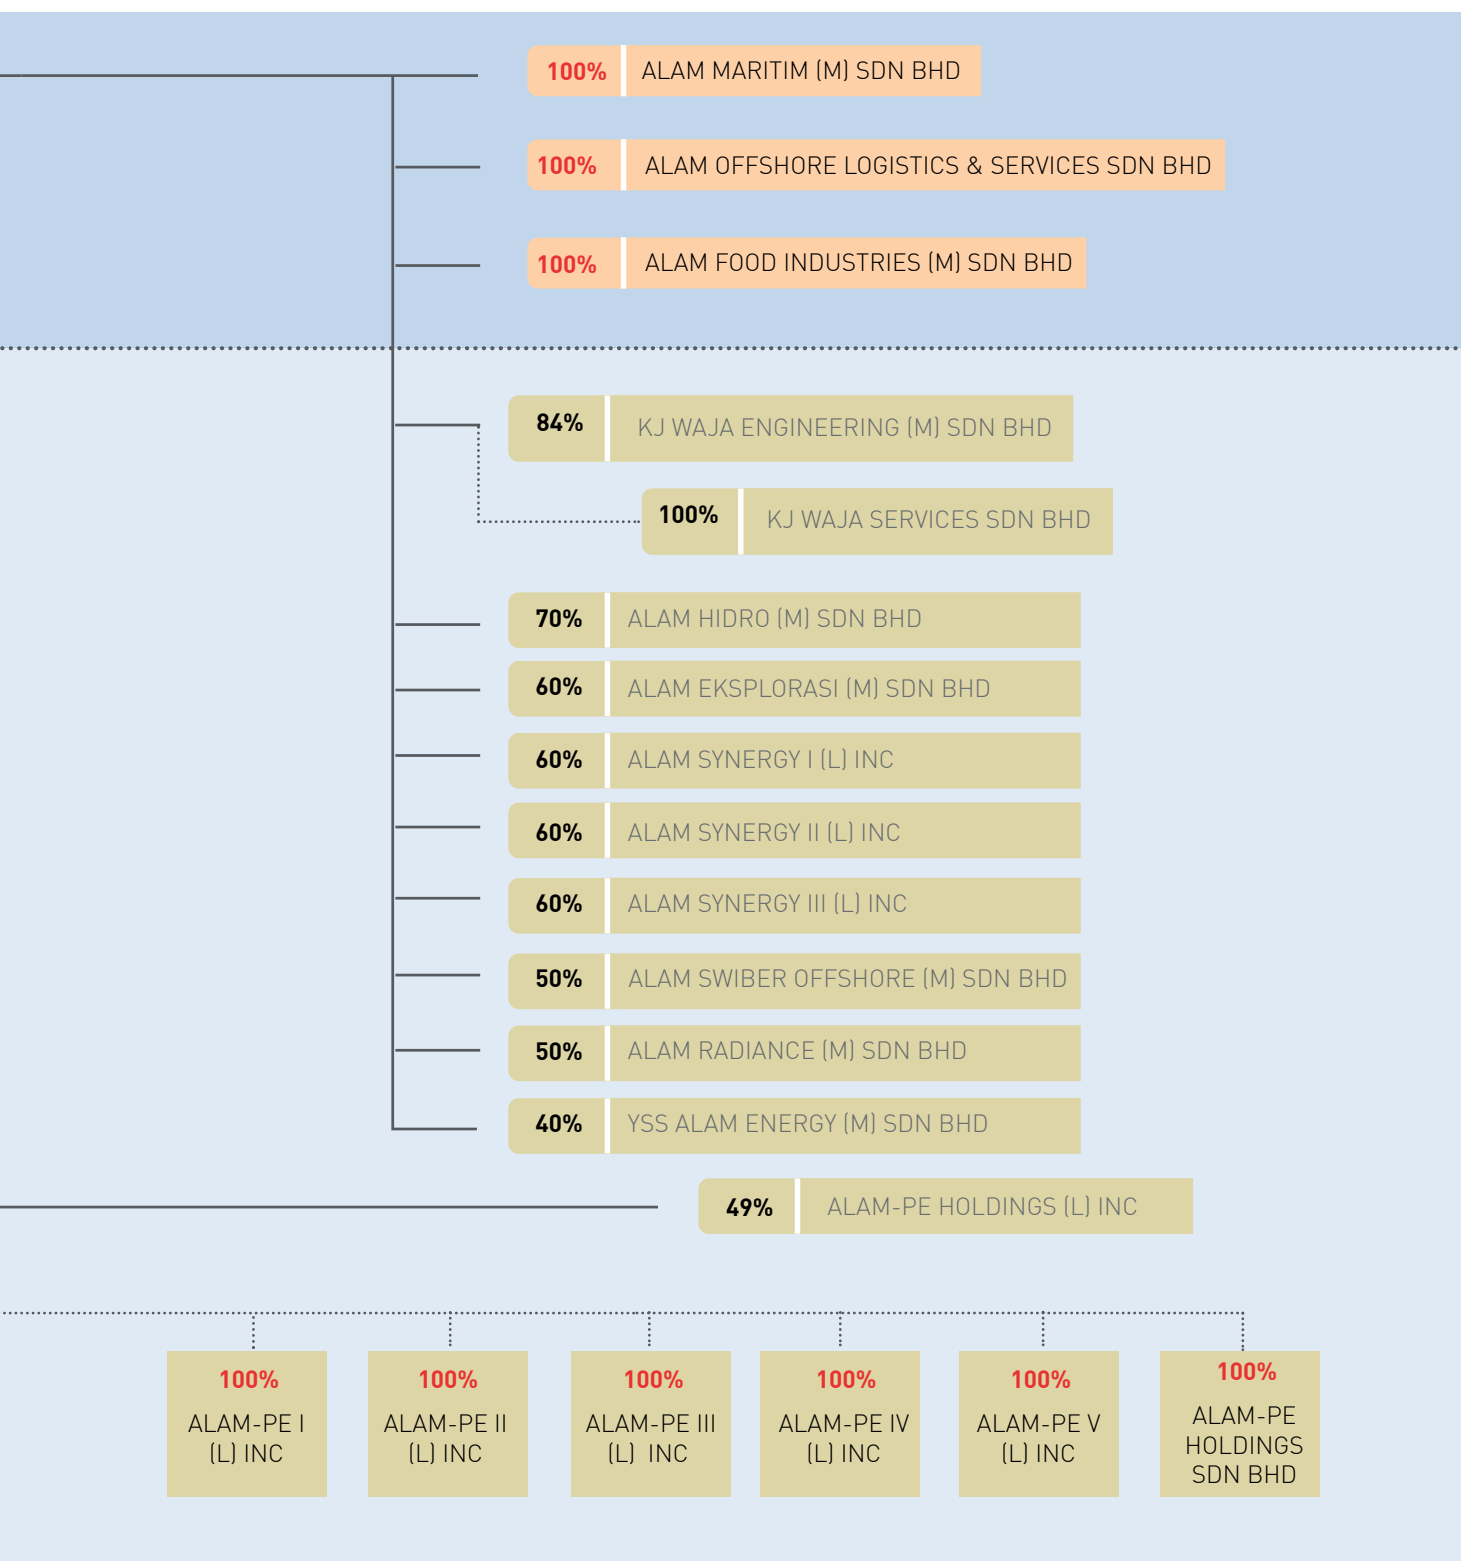 100% ALAM MARITIM (M) SDN BHD
100% ALAM OFFSHORE LOGISTICS & SERVICES SDN BHD
100% ALAM FOOD INDUSTRIES (M) SDN BHD
84% KJ WAJA ENGINEERING (M) SDN BHD
100% KJ WAJA SERVICES SDN BHD
70% ALAM HIDRO (M) SDN BHD
60% ALAM EKSPLORASI (M) SDN BHD
60% ALAM SYNERGY I (L) INC
60% ALAM SYNERGY II (L) INC
60% ALAM SYNERGY III (L) INC
50% ALAM SWIBER OFFSHORE (M) SDN BHD
50% ALAM RADIANCE (M) SDN BHD
40% YSS ALAM ENERGY (M) SDN BHD
49% ALAM-PE HOLDINGS (L) INC
100%
ALAM-PE I
(L) INC
100%
ALAM-PE II
(L) INC
100%
ALAM-PE III
(L) INC
100%
ALAM-PE IV
(L) INC
100%
ALAM-PE V
(L) INC
100%
ALAM-PE
HOLDINGS
SDN BHD